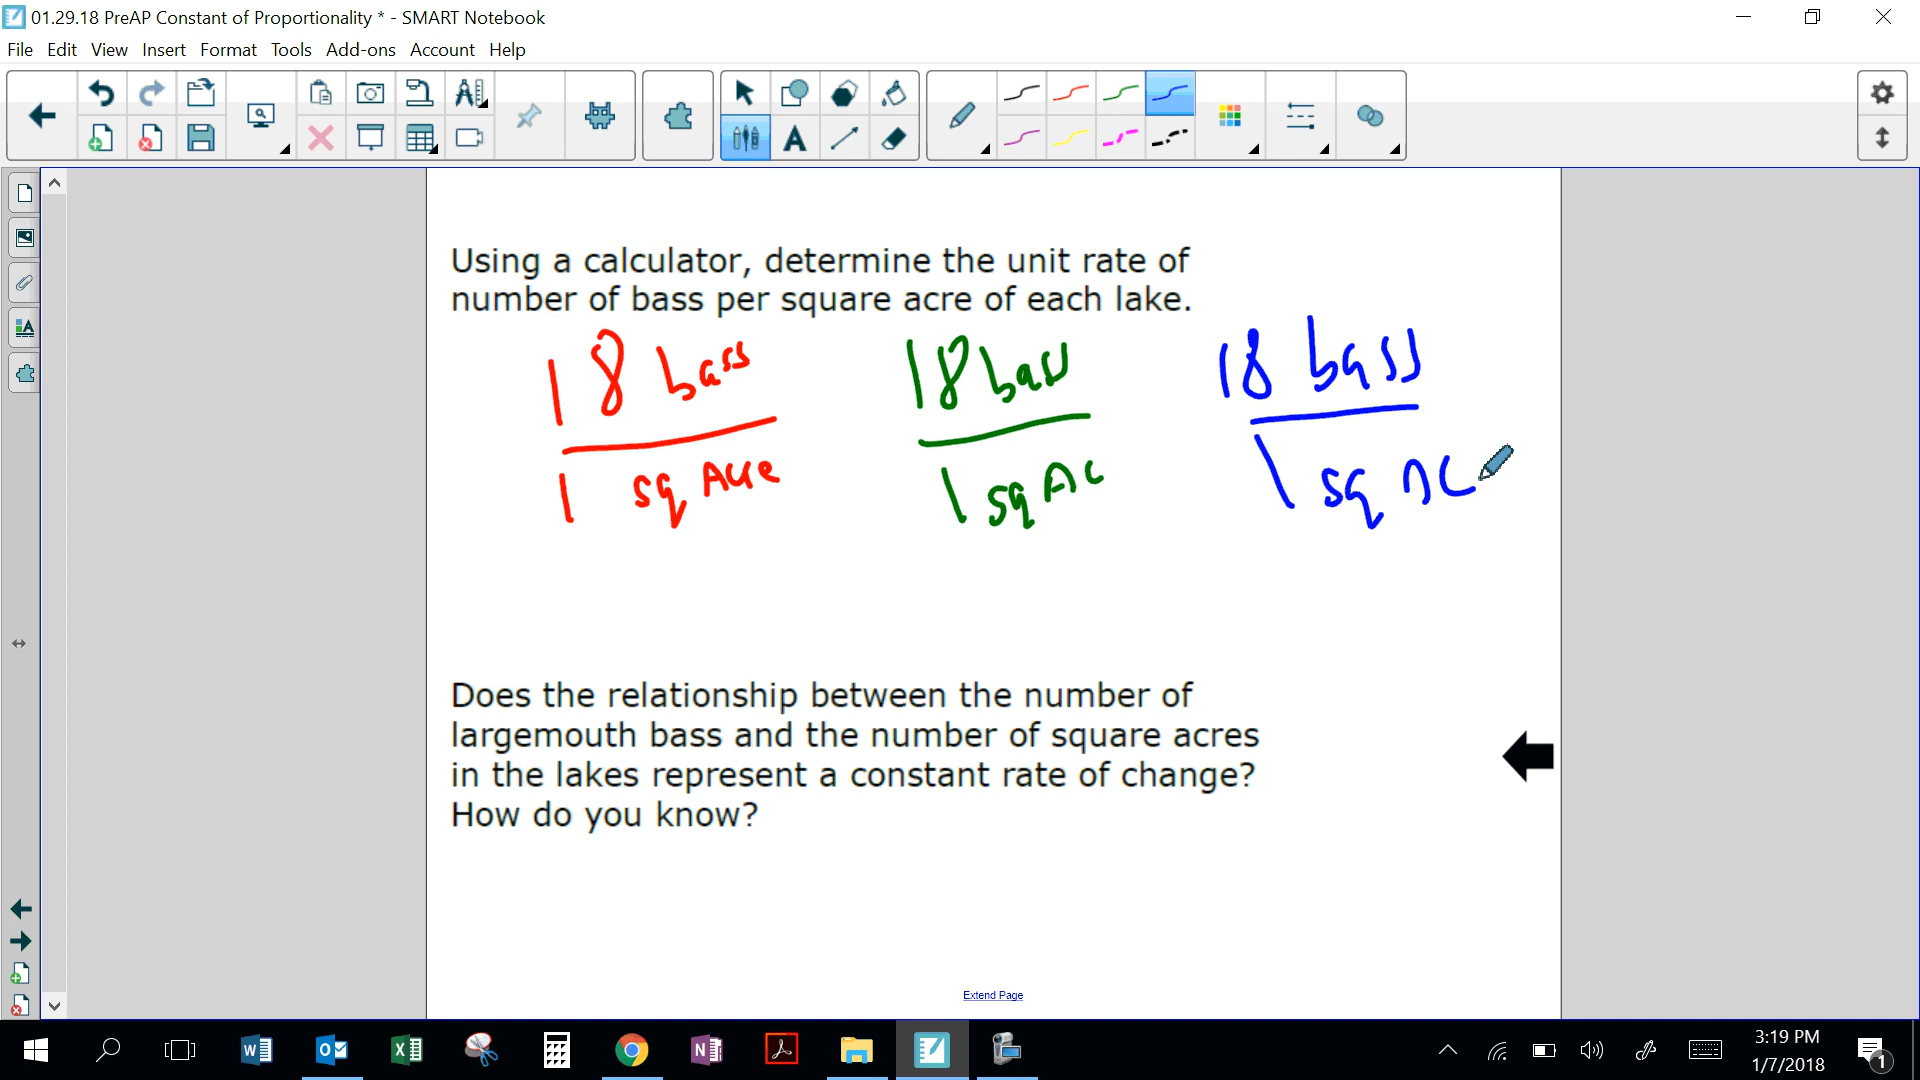 01.29.18 PreAP Constant of Proportionality * - SMART Notebook
File Edit View Insert Format Tools Add-ons Account Help
Using a calculator, determine the unit rate of
number of bass per square acre of each lake.
18 bass 18 bass 18 bass
1 sq Acre 1 sq AC 1 sq AC
Does the relationship between the number of
largemouth bass and the number of square acres
in the lakes represent a constant rate of change?
How do you know?
Extend Page
3:19 PM
1/7/2018
1